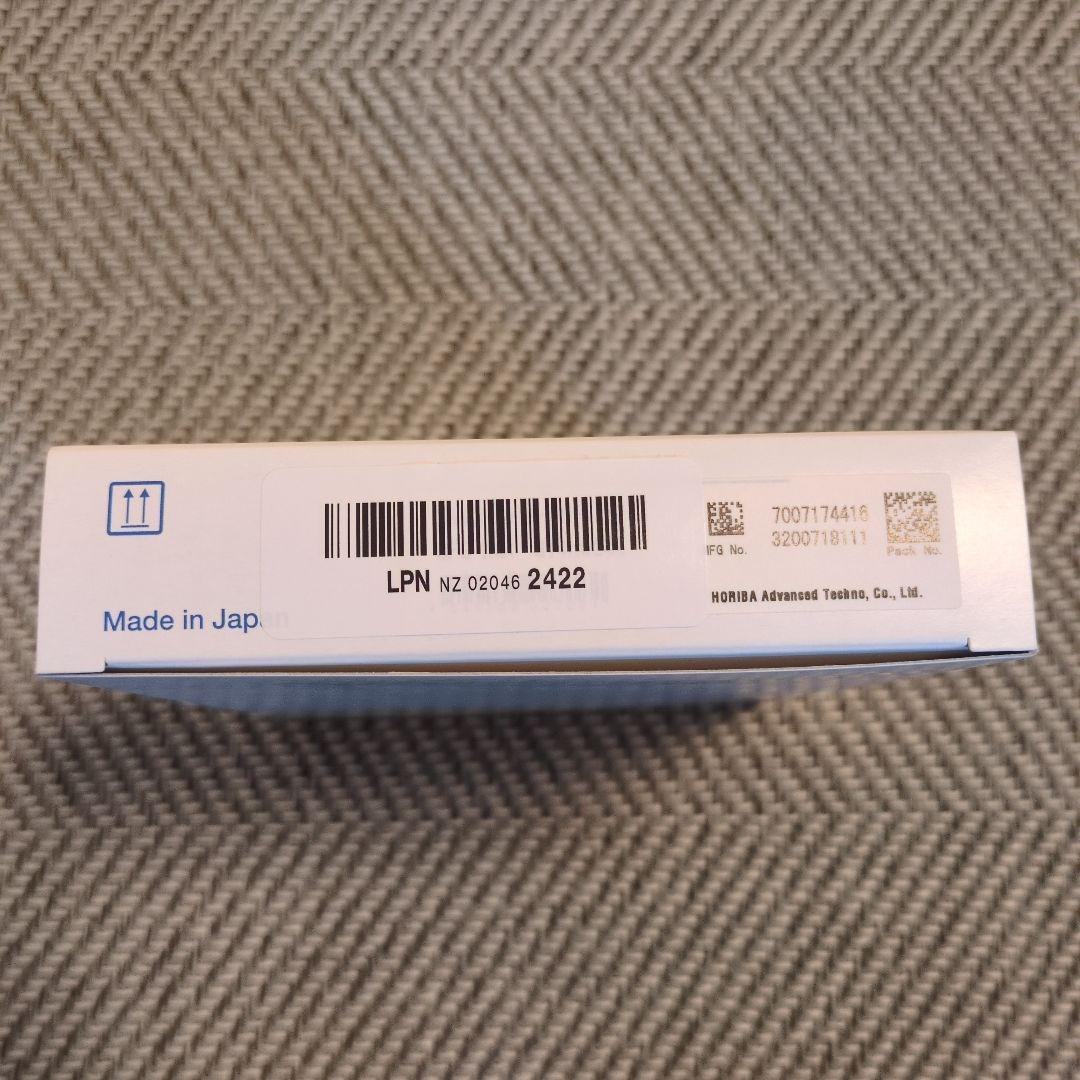 7007174416
3200718111
MFG No.
Pack No.
LPN NZ 02046 2422
HORIBA Advanced Techno, Co., Ltd.
Made in Japan